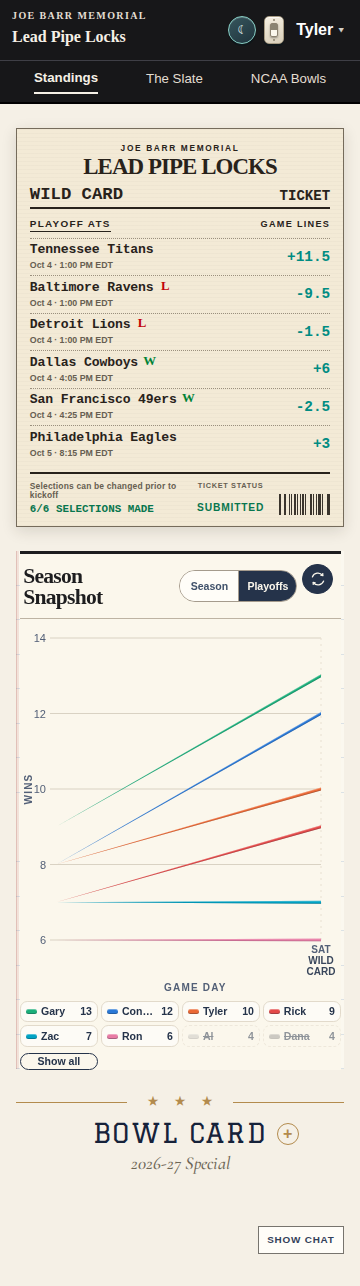 JOE BARR MEMORIAL
Lead Pipe Locks
Tyler ▾
Standings The Slate NCAA Bowls
JOE BARR MEMORIAL
LEAD PIPE LOCKS
WILD CARD TICKET
PLAYOFF ATS GAME LINES
Tennessee Titans
Oct 4 · 1:00 PM EDT
+11.5
Baltimore Ravens L
Oct 4 · 1:00 PM EDT
-9.5
Detroit Lions L
Oct 4 · 1:00 PM EDT
-1.5
Dallas Cowboys W
Oct 4 · 4:05 PM EDT
+6
San Francisco 49ers W
Oct 4 · 4:25 PM EDT
-2.5
Philadelphia Eagles
Oct 5 · 8:15 PM EDT
+3
Selections can be changed prior to
kickoff
6/6 SELECTIONS MADE
TICKET STATUS
SUBMITTED
Season
Snapshot
Season Playoffs
14
12
10
8
6
WINS
SAT
WILD
CARD
GAME DAY
Gary 13 Con... 12 Tyler 10 Rick 9
Zac 7 Ron 6 Al 4 Dana 4
Show all
★ ★ ★
BOWL CARD +
2026-27 Special
SHOW CHAT